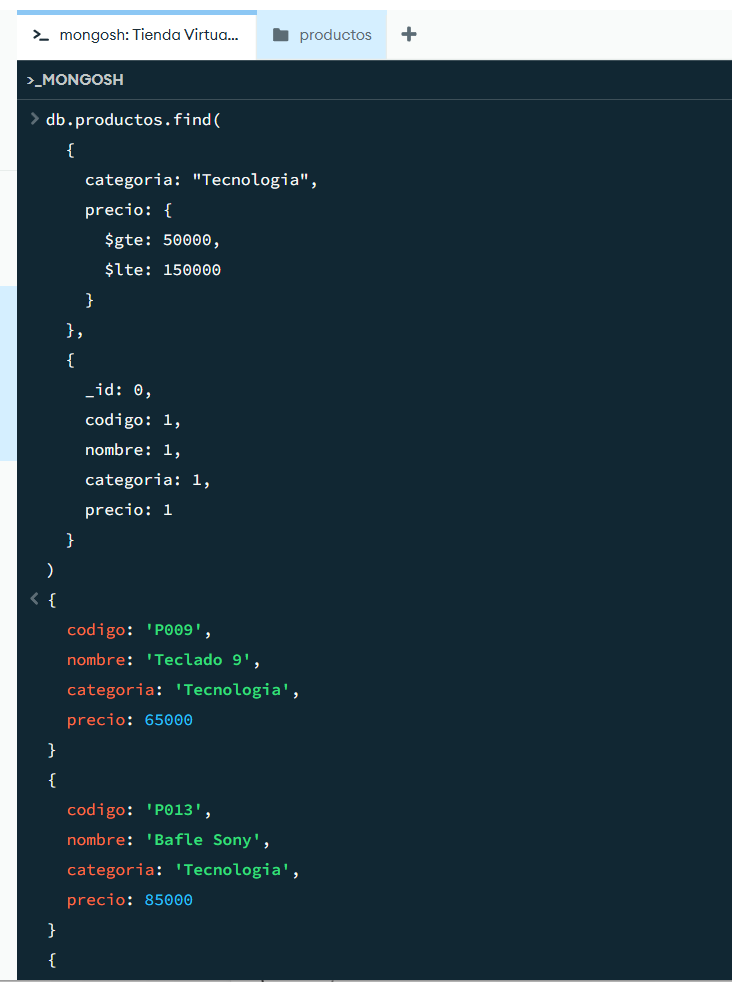 mongosh: Tienda Virtua...
productos
>_MONGOSH
db.productos.find(
{
categoria: "Tecnologia",
precio: {
$gte: 50000,
$lte: 150000
}
},
{
_id: 0,
codigo: 1,
nombre: 1,
categoria: 1,
precio: 1
}
)
{
codigo: 'P009',
nombre: 'Teclado 9',
categoria: 'Tecnologia',
precio: 65000
}
{
codigo: 'P013',
nombre: 'Bafle Sony',
categoria: 'Tecnologia',
precio: 85000
}
{